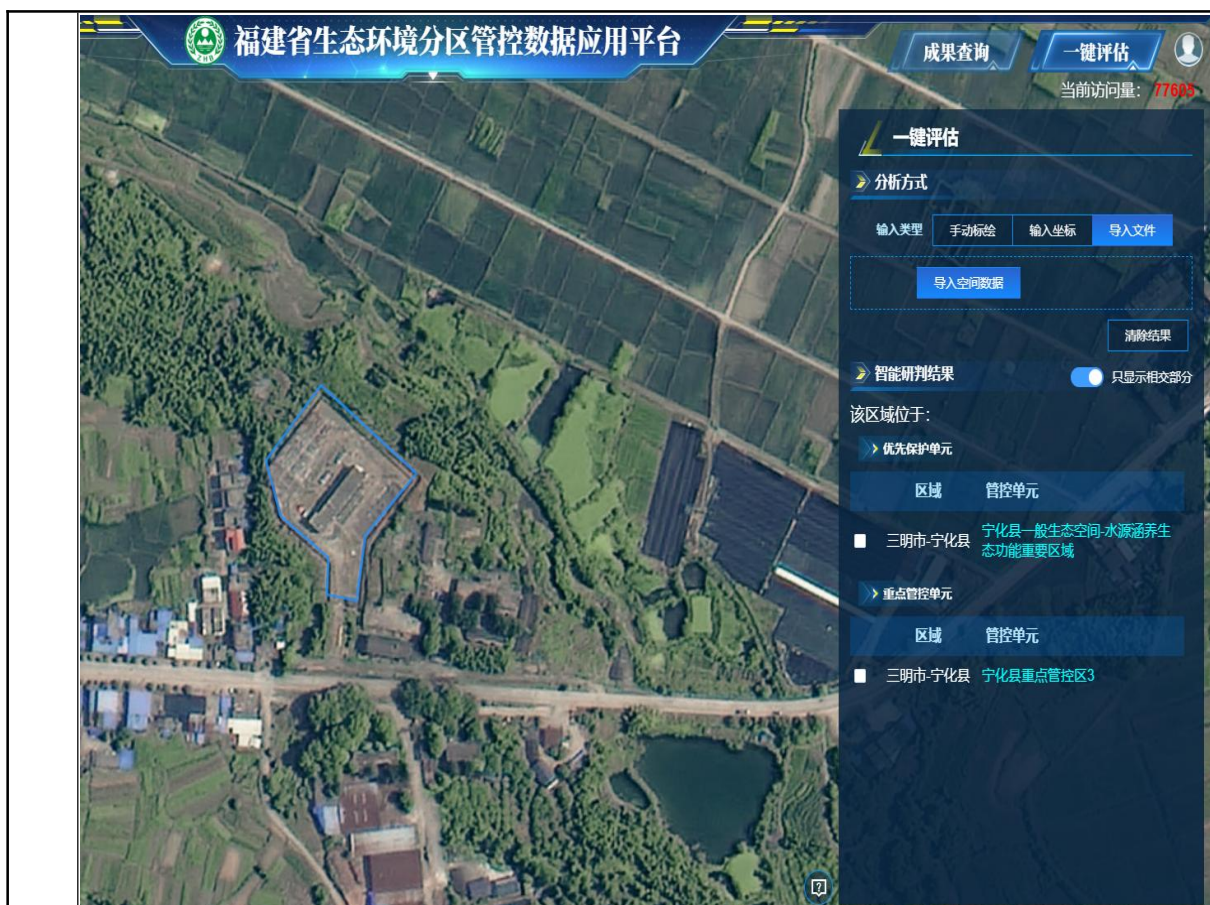 福建省生态环境分区管控数据应用平台
ZHB
成果查询
一键评估
当前访问量： 77685
一键评估
分析方式
输入类型
手动标绘
输入坐标
导入文件
导入空间数据
清除结果
智能研判结果
只显示相交部分
该区域位于：
优先保护单元
区域 管控单元
三明市-宁化县 宁化县一般生态空间-水源涵养生
态功能重要区域
重点管控单元
区域 管控单元
三明市-宁化县 宁化县重点管控区3
?